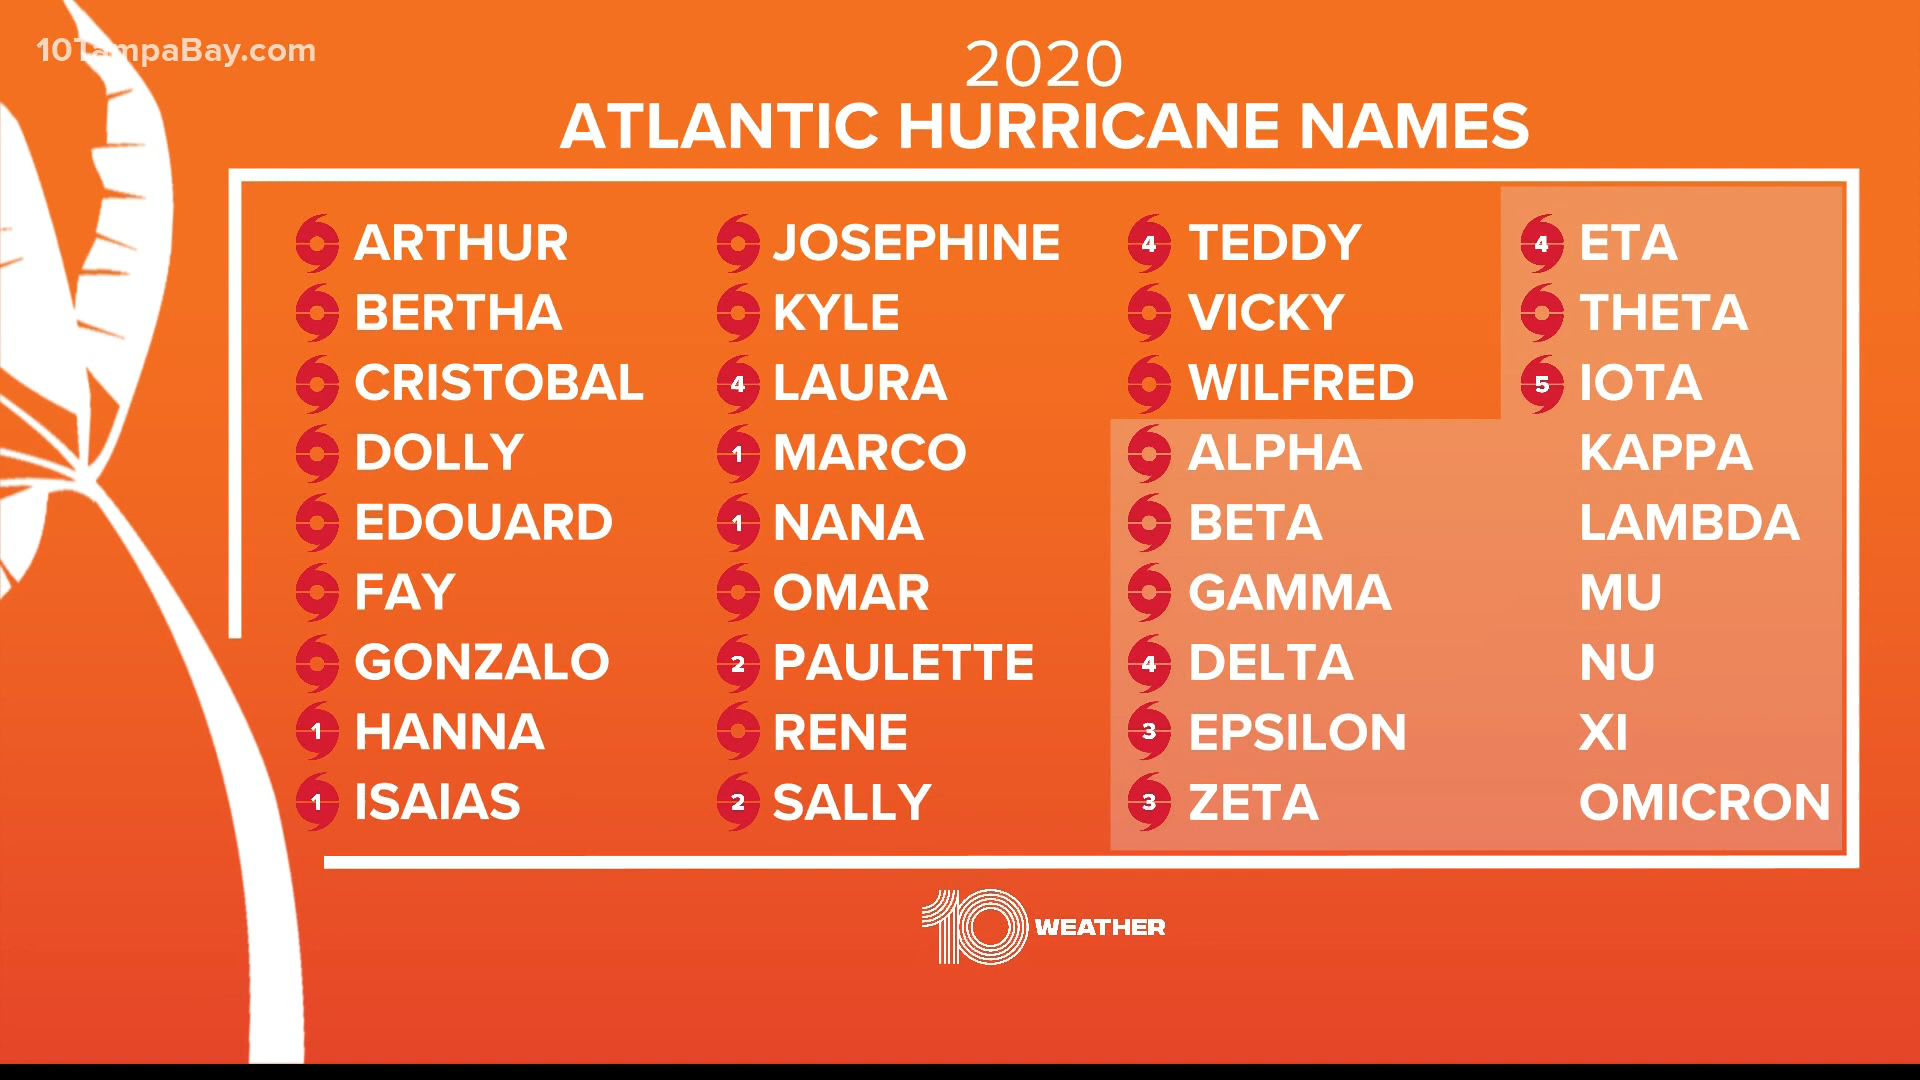 10TampaBay.com
2020
ATLANTIC HURRICANE NAMES
ARTHUR
BERTHA
CRISTOBAL
DOLLY
EDOUARD
FAY
GONZALO
1 HANNA
1 ISAIAS
JOSEPHINE
KYLE
4 LAURA
1 MARCO
1 NANA
OMAR
2 PAULETTE
RENE
2 SALLY
4 TEDDY
VICKY
WILFRED
ALPHA
BETA
GAMMA
4 DELTA
3 EPSILON
3 ZETA
4 ETA
THETA
5 IOTA
KAPPA
LAMBDA
MU
NU
XI
OMICRON
10 WEATHER